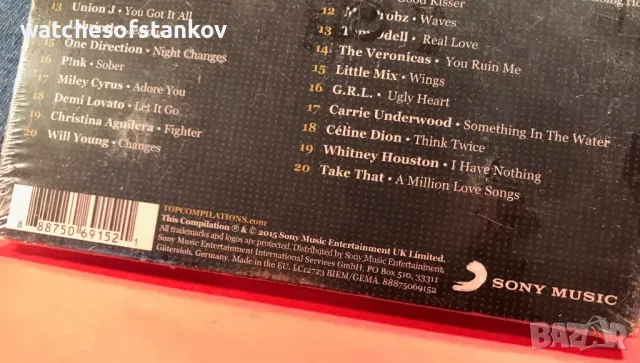 watchesofstankov
13 Union J • You Got It All
15 One Direction • Night Changes
16 P!nk • Sober
17 Miley Cyrus • Adore You
18 Demi Lovato • Let It Go
19 Christina Aguilera • Fighter
20 Will Young • Changes
Good Kisser
12 • Waves
13 Tom Odell • Real Love
14 The Veronicas • You Ruin Me
15 Little Mix • Wings
16 G.R.L. • Ugly Heart
17 Carrie Underwood • Something In The Water
18 Céline Dion • Think Twice
19 Whitney Houston • I Have Nothing
20 Take That • A Million Love Songs
8 88750 69152 1
TOPCOMPILATIONS.com
This Compilation ℗ & © 2015 Sony Music Entertainment UK Limited.
All trademarks and logos are protected. Distributed by Sony Music Entertainment
Sony Music Entertainment International Services GmbH, PO Box 510, 33311
Gütersloh, Germany. Made in the EU. LC12723 BIEM/GEMA. 88875069152
SONY MUSIC
bazar